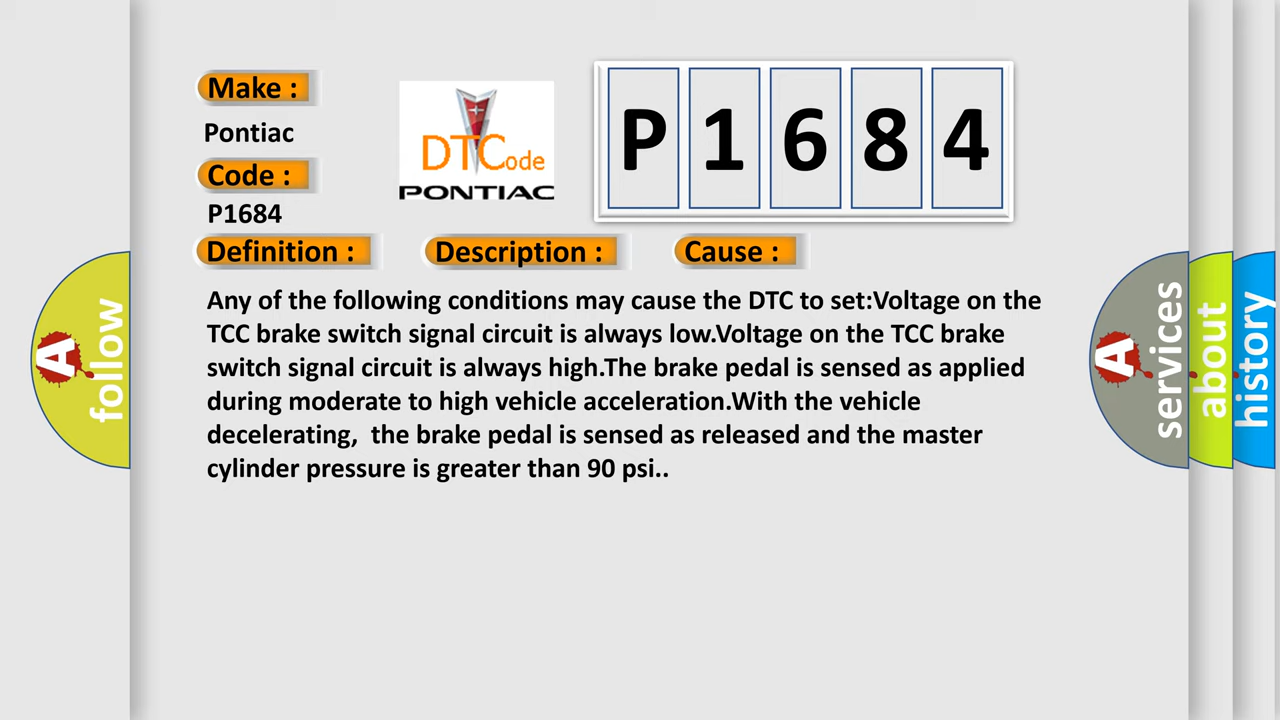 Make :
Pontiac
Code :
P1684
DTCode
PONTIAC
P 1 6 8 4
Definition : Description : Cause :
Any of the following conditions may cause the DTC to set:Voltage on the
TCC brake switch signal circuit is always low.Voltage on the TCC brake
switch signal circuit is always high.The brake pedal is sensed as applied
during moderate to high vehicle acceleration.With the vehicle
decelerating,  the brake pedal is sensed as released and the master
cylinder pressure is greater than 90 psi..
A follow
A services
about
history